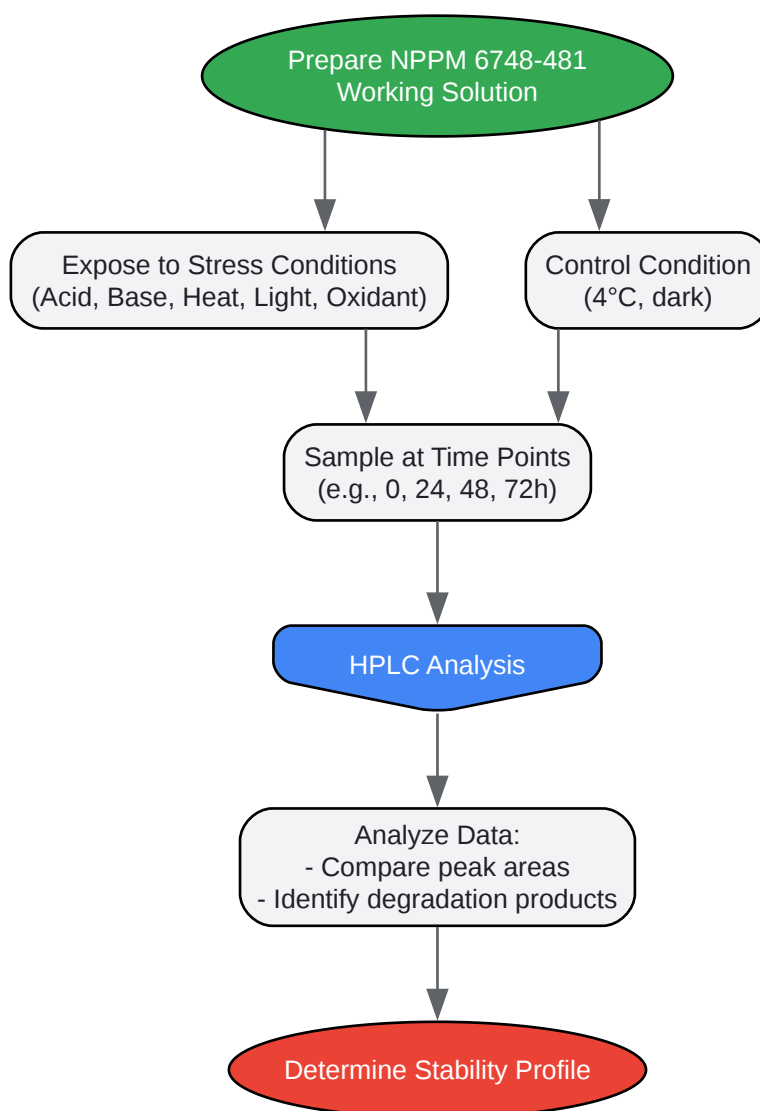 Prepare NPPM 6748-481
Working Solution
Expose to Stress Conditions
(Acid, Base, Heat, Light, Oxidant)
Control Condition
(4°C, dark)
Sample at Time Points
(e.g., 0, 24, 48, 72h)
HPLC Analysis
Analyze Data:
- Compare peak areas
- Identify degradation products
Determine Stability Profile